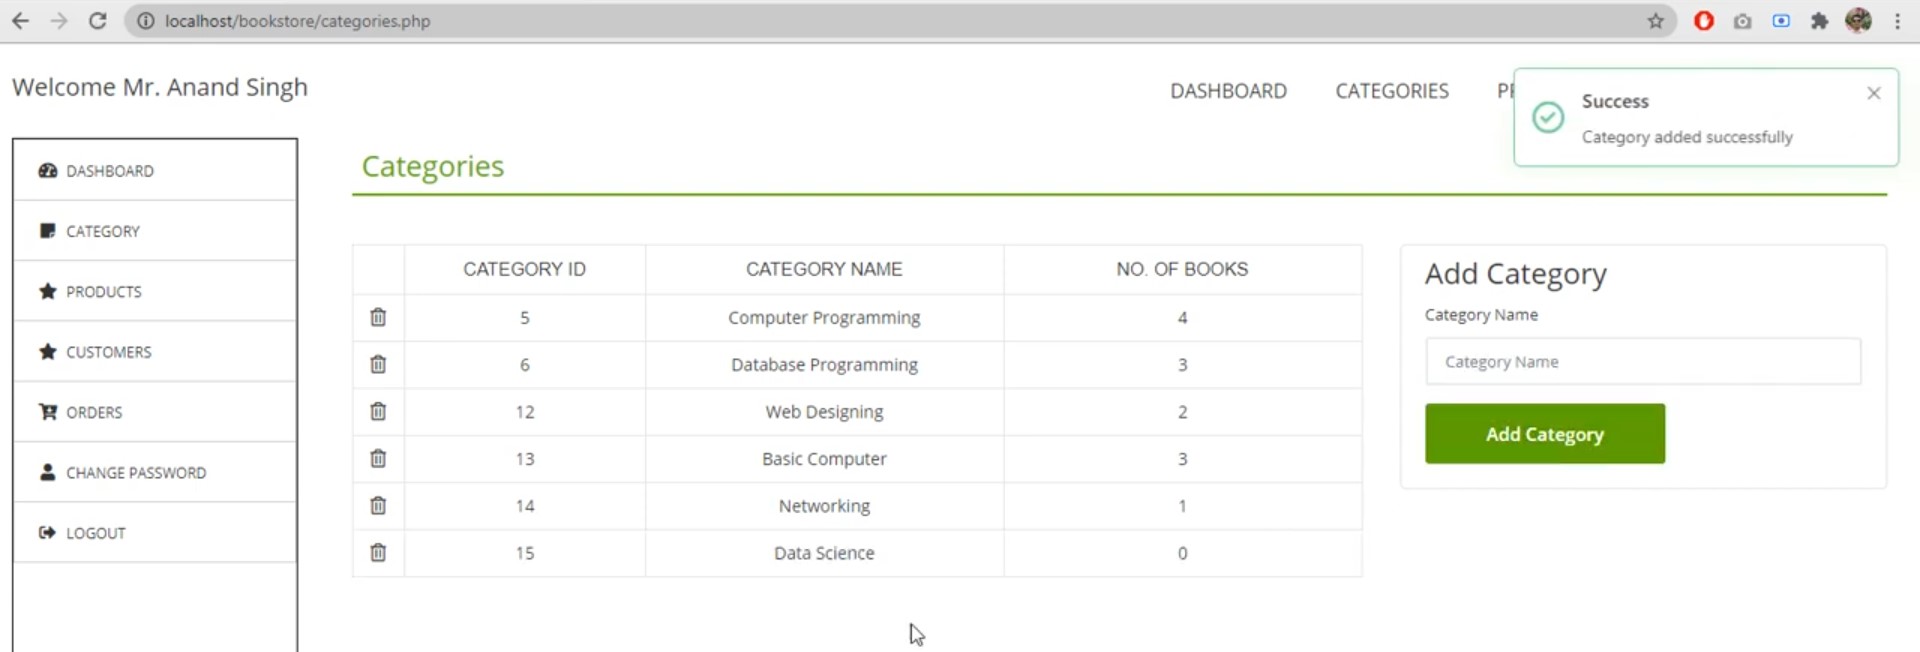 localhost/bookstore/categories.php
Welcome Mr. Anand Singh
DASHBOARD CATEGORIES
Success
Category added successfully
DASHBOARD
CATEGORY
PRODUCTS
CUSTOMERS
ORDERS
CHANGE PASSWORD
LOGOUT
Categories
CATEGORY ID CATEGORY NAME NO. OF BOOKS
5 Computer Programming 4
6 Database Programming 3
12 Web Designing 2
13 Basic Computer 3
14 Networking 1
15 Data Science 0
Add Category
Category Name
Category Name
Add Category